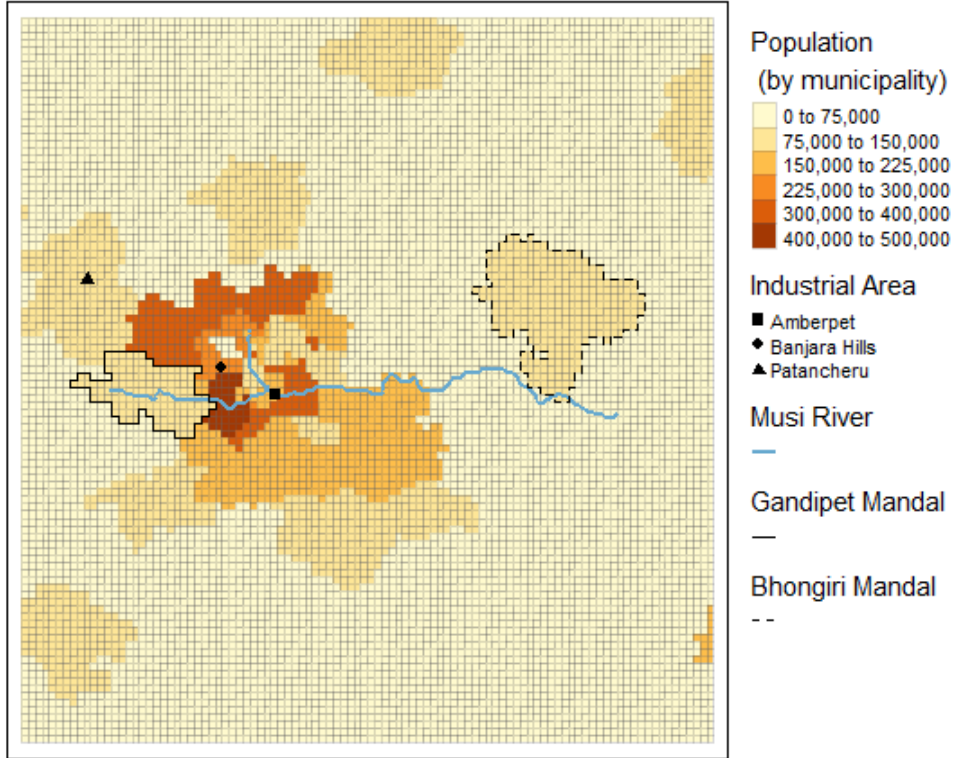 Population
(by municipality)
0 to 75,000
75,000 to 150,000
150,000 to 225,000
225,000 to 300,000
300,000 to 400,000
400,000 to 500,000
Industrial Area
Amberpet
Banjara Hills
Patancheru
Musi River
Gandipet Mandal
Bhongiri Mandal